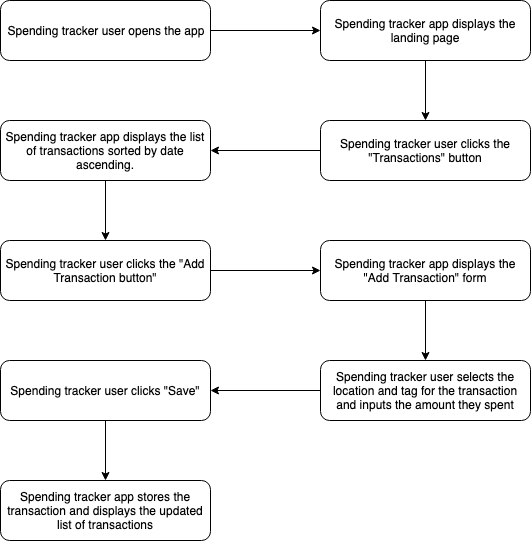 Spending tracker user opens the app
Spending tracker app displays the
landing page
Spending tracker user clicks the
"Transactions" button
Spending tracker app displays the list
of transactions sorted by date
ascending.
Spending tracker user clicks the "Add
Transaction button"
Spending tracker app displays the
"Add Transaction" form
Spending tracker user selects the
location and tag for the transaction
and inputs the amount they spent
Spending tracker user clicks "Save"
Spending tracker app stores the
transaction and displays the updated
list of transactions